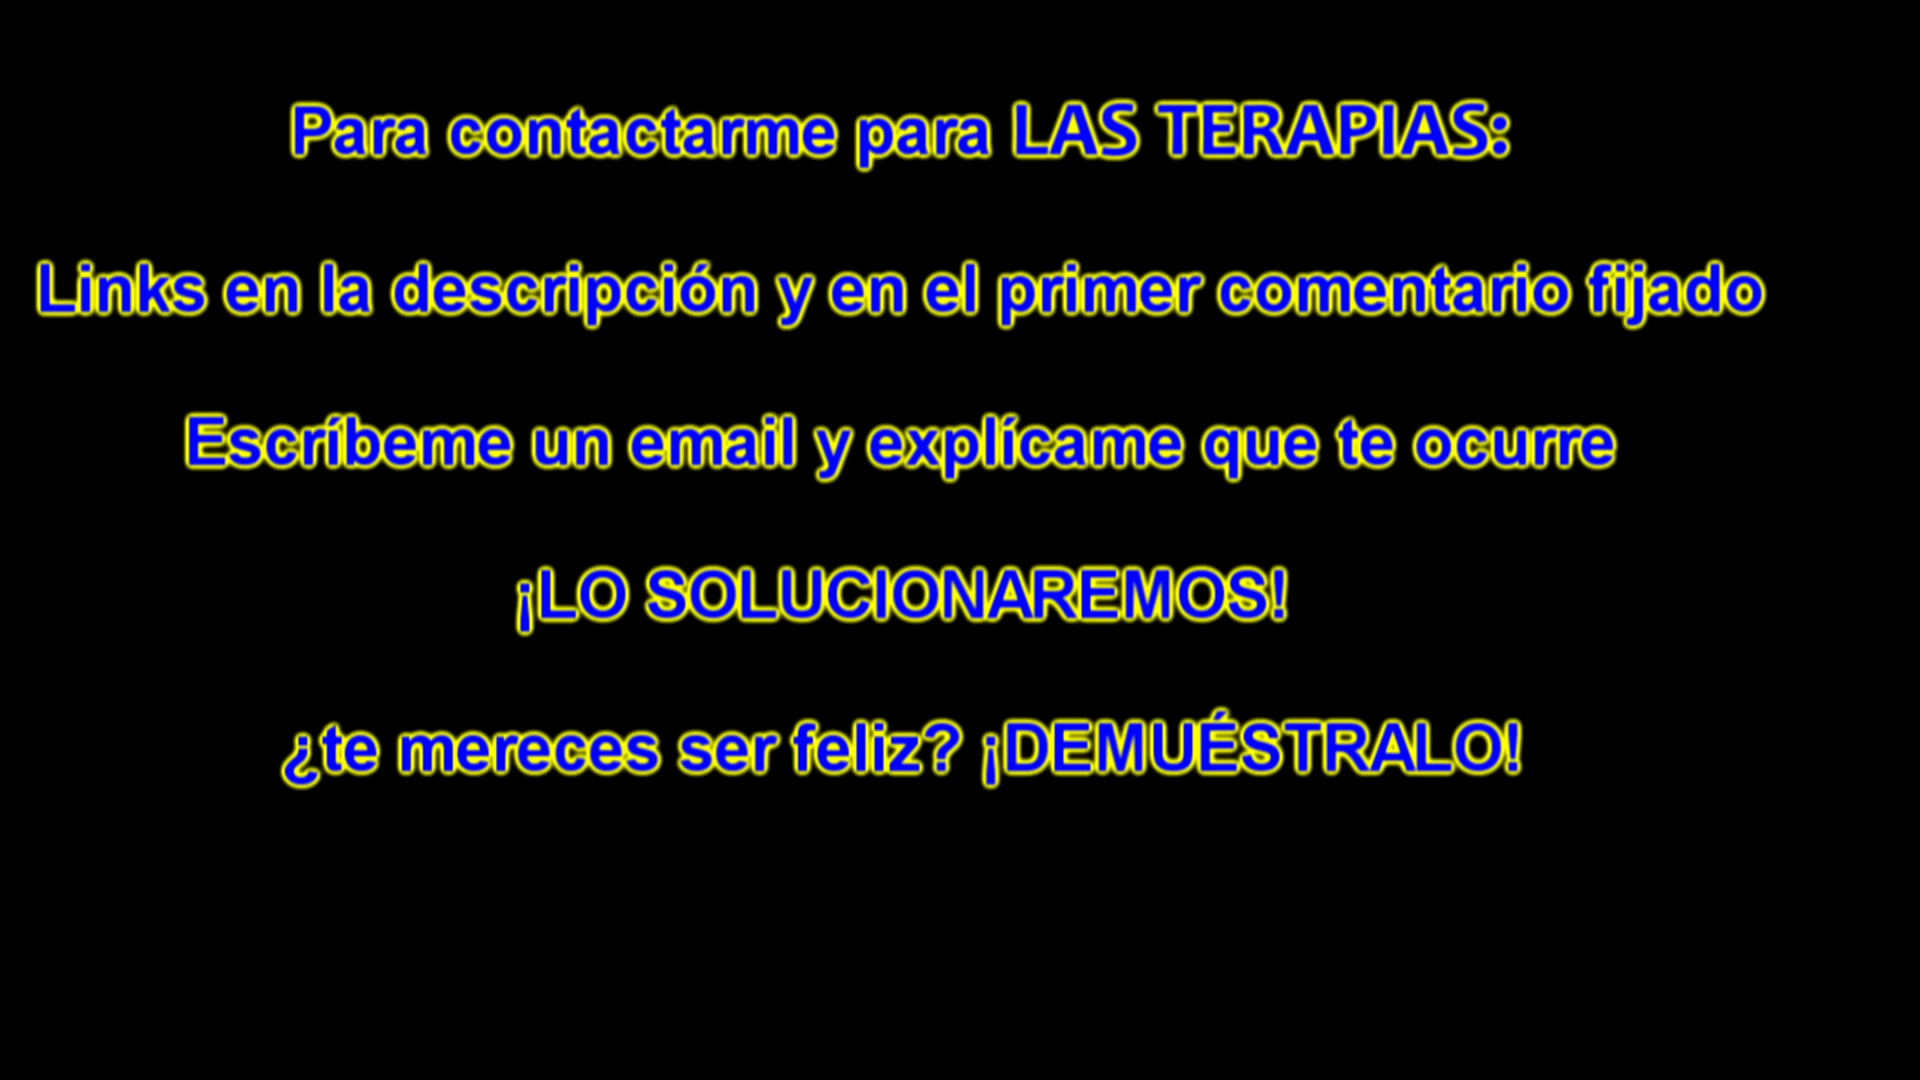 Para contactarme para LAS TERAPIAS:
Links en la descripción y en el primer comentario fijado
Escríbeme un email y explícame que te ocurre
¡LO SOLUCIONAREMOS!
¿te mereces ser feliz? ¡DEMUÉSTRALO!